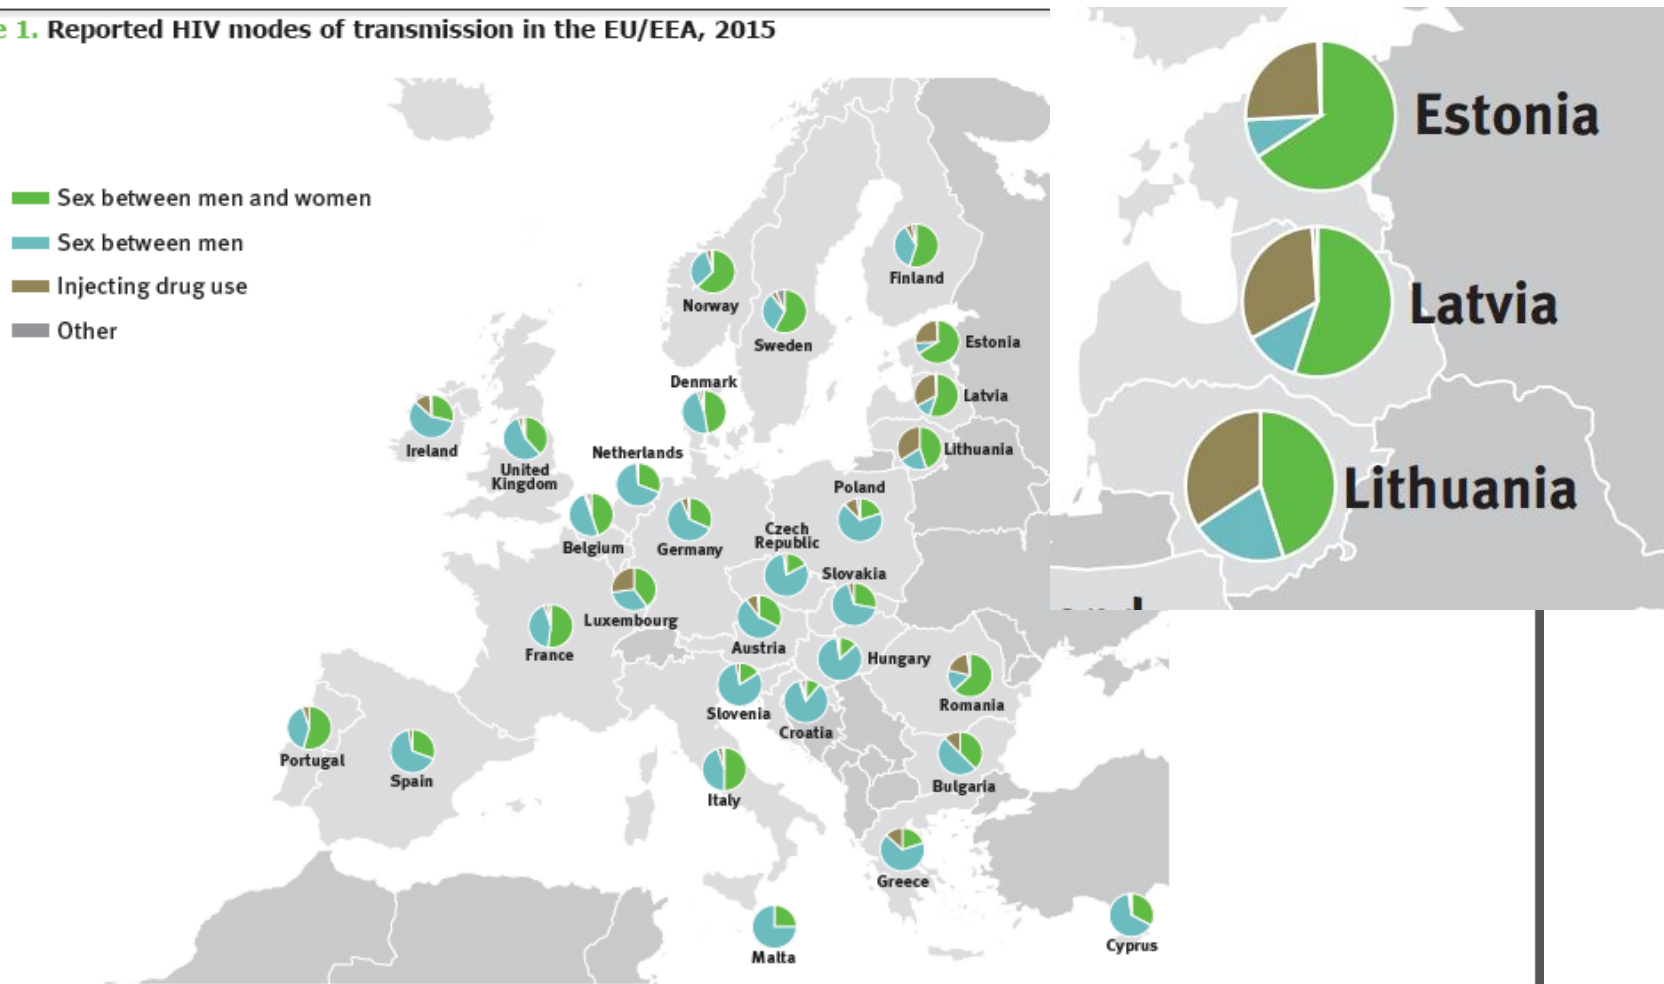 e 1. Reported HIV modes of transmission in the EU/EEA, 2015
Sex between men and women
Sex between men
Injecting drug use
Other
Norway
Sweden
Finland
Estonia
Latvia
Lithuania
Denmark
Ireland
United
Kingdom
Netherlands
Belgium
Germany
Poland
Czech
Republic
Slovakia
Luxembourg
France
Austria
Hungary
Slovenia
Croatia
Romania
Portugal
Spain
Italy
Bulgaria
Greece
Malta
Cyprus
Estonia
Latvia
Lithuania